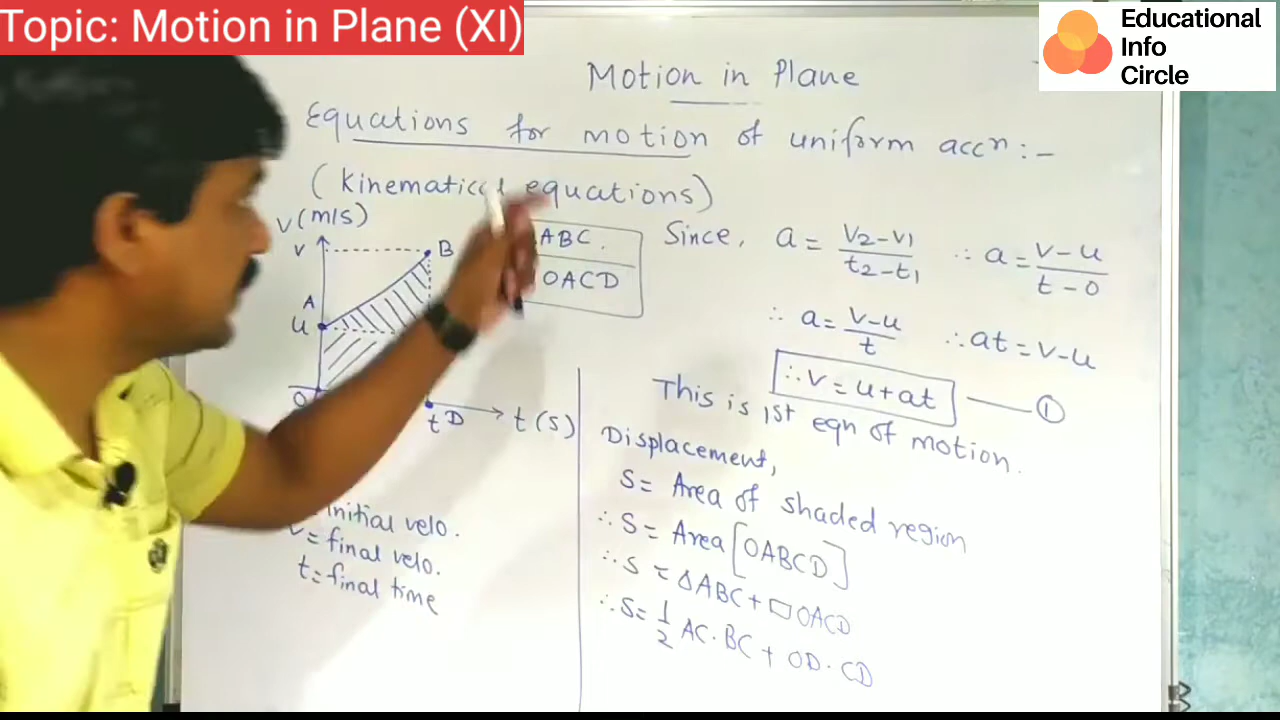 Topic: Motion in Plane (XI)
Educational
Info
Circle
Motion in Plane
Equations for motion of uniform accn:-
(Kinematical equations)
V(m/s)
V
B
A
U
O
t D
t (s)
ABC
OACD
Since, a = V2-V1/t2-t1 ∴ a = V-u/t-0
∴ a = V-u/t ∴ at = V-u
∴ V = u + at ①
This is 1st eqn of motion.
Displacement,
S = Area of shaded region
∴ S = Area [OABCD]
∴ S = △ABC + □OACD
∴ S = 1/2 AC·BC + OD·CD
= initial velo.
V = final velo.
t = final time